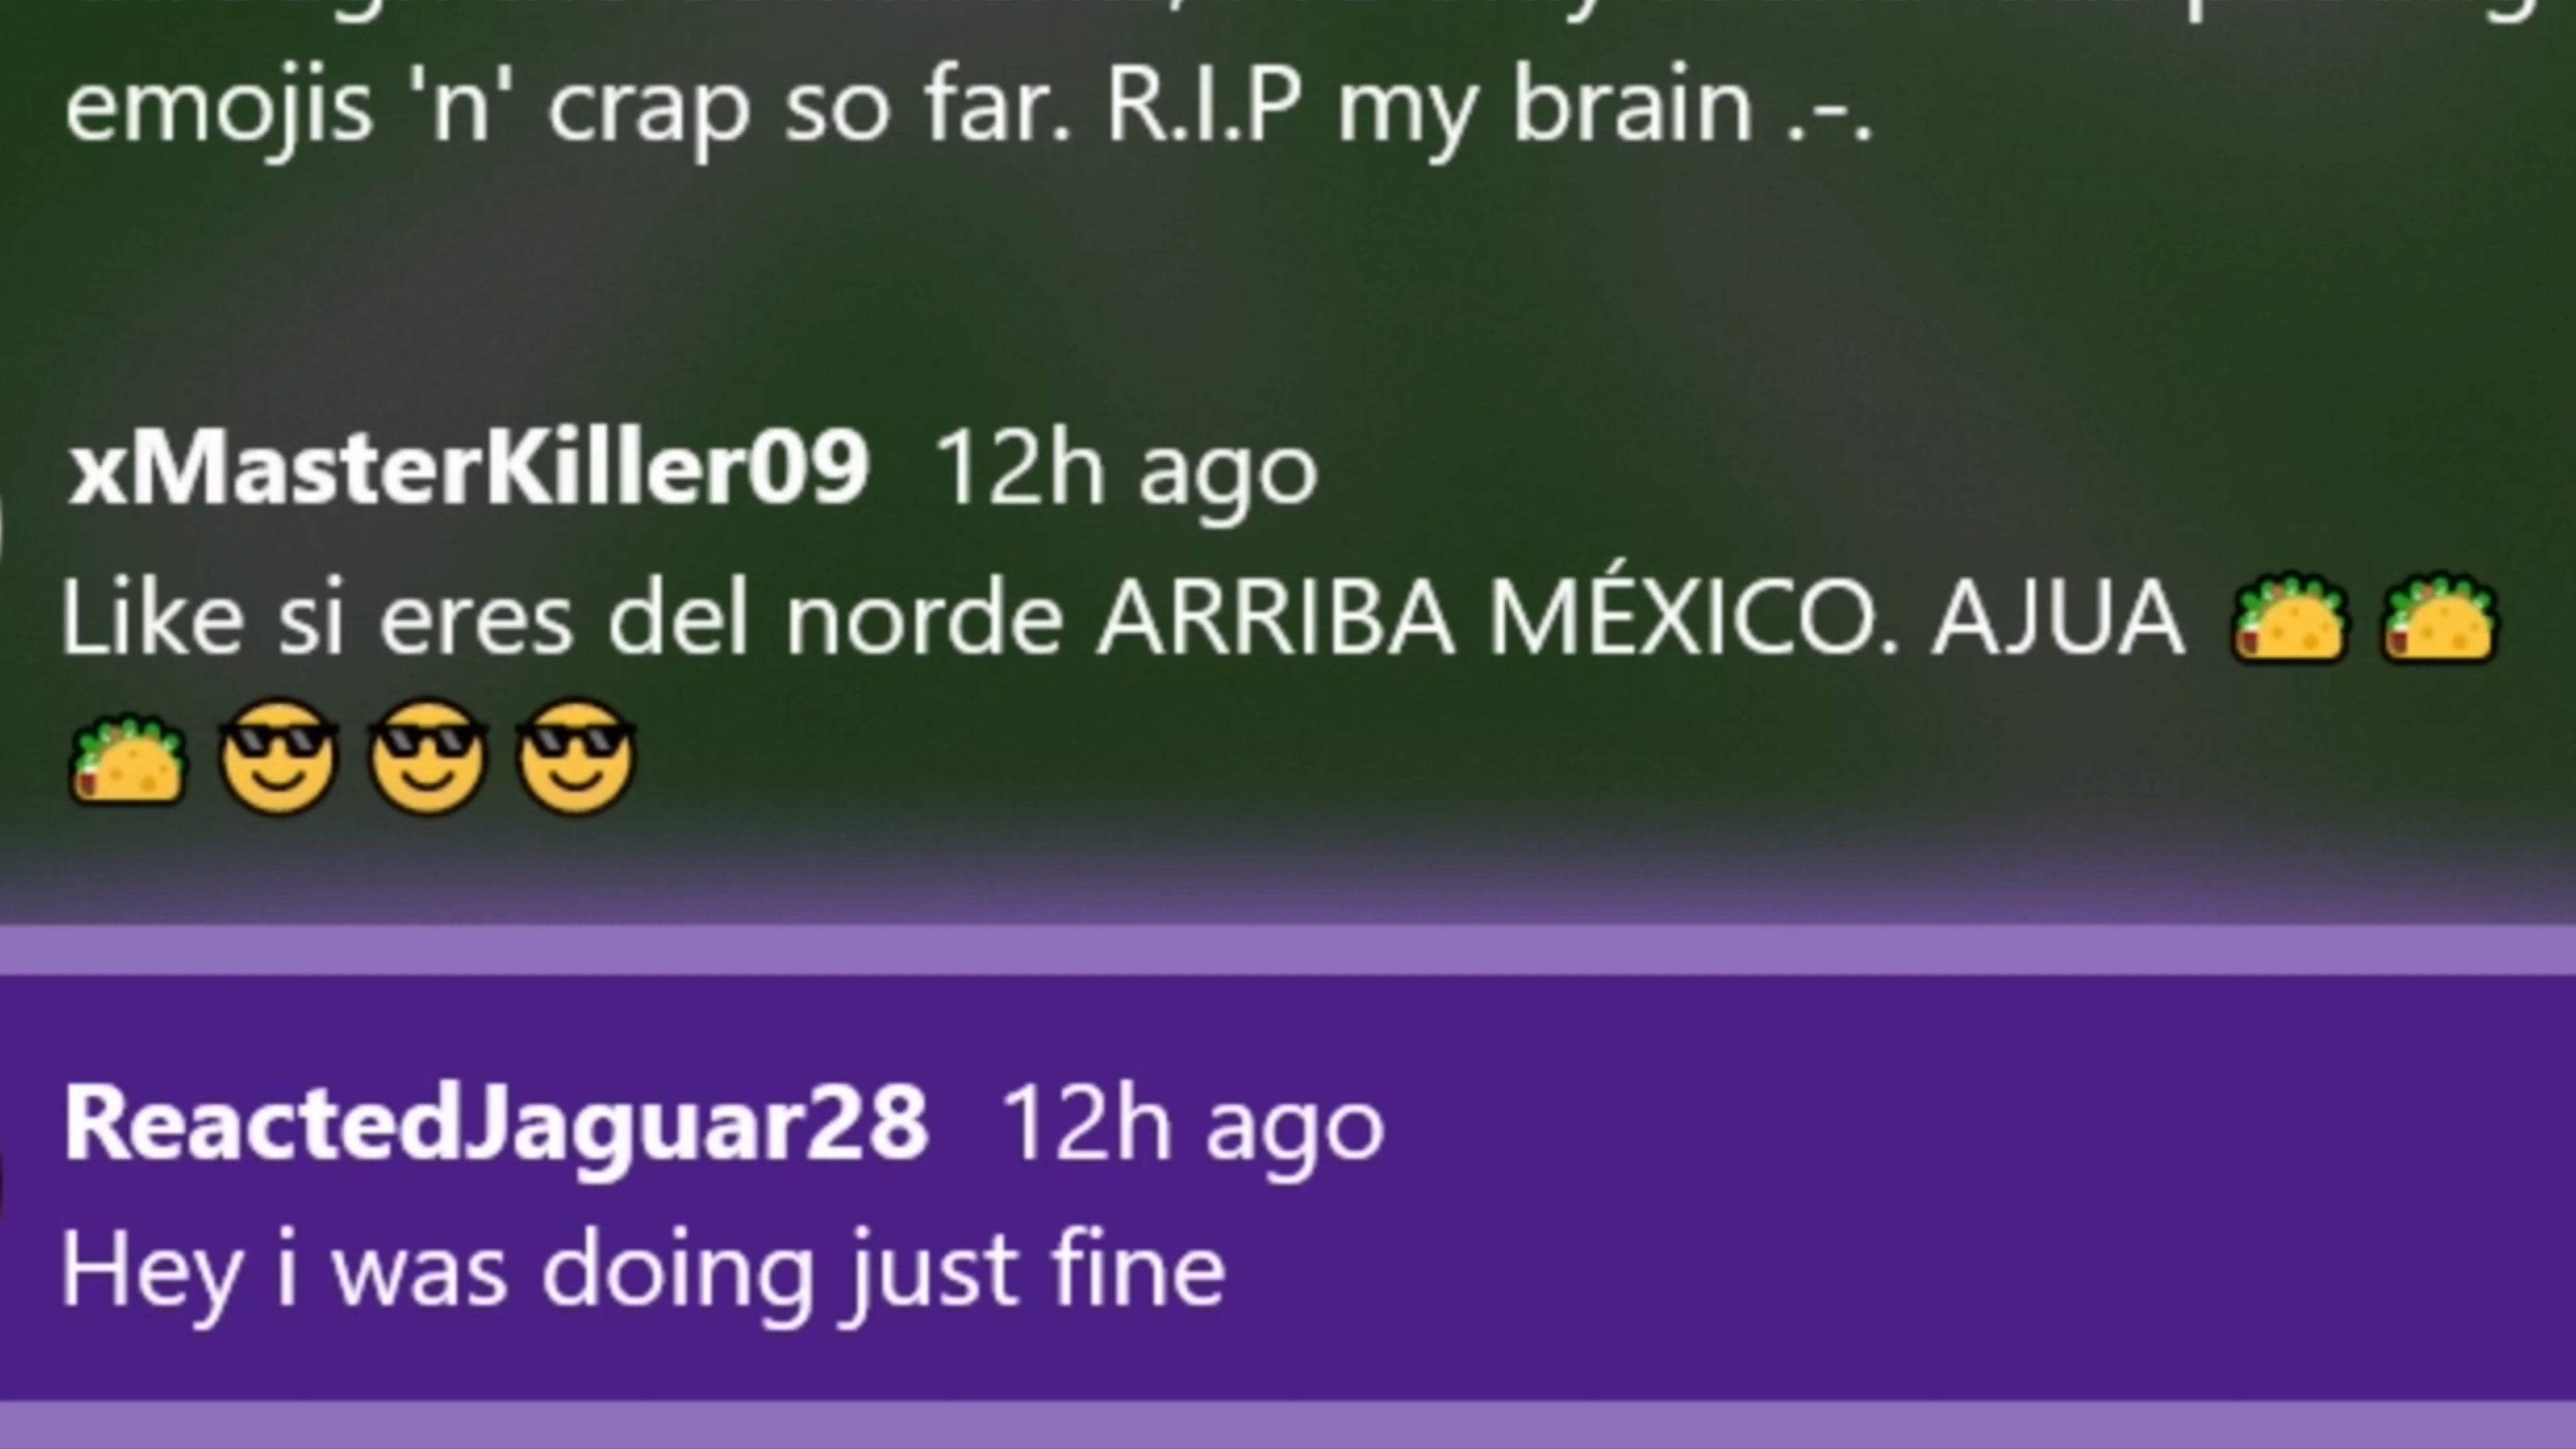 emojis 'n' crap so far. R.I.P my brain .-.
xMasterKiller09 12h ago
Like si eres del norde ARRIBA MÉXICO. AJUA 🌮 🌮
🌮 😎 😎 😎
ReactedJaguar28 12h ago
Hey i was doing just fine